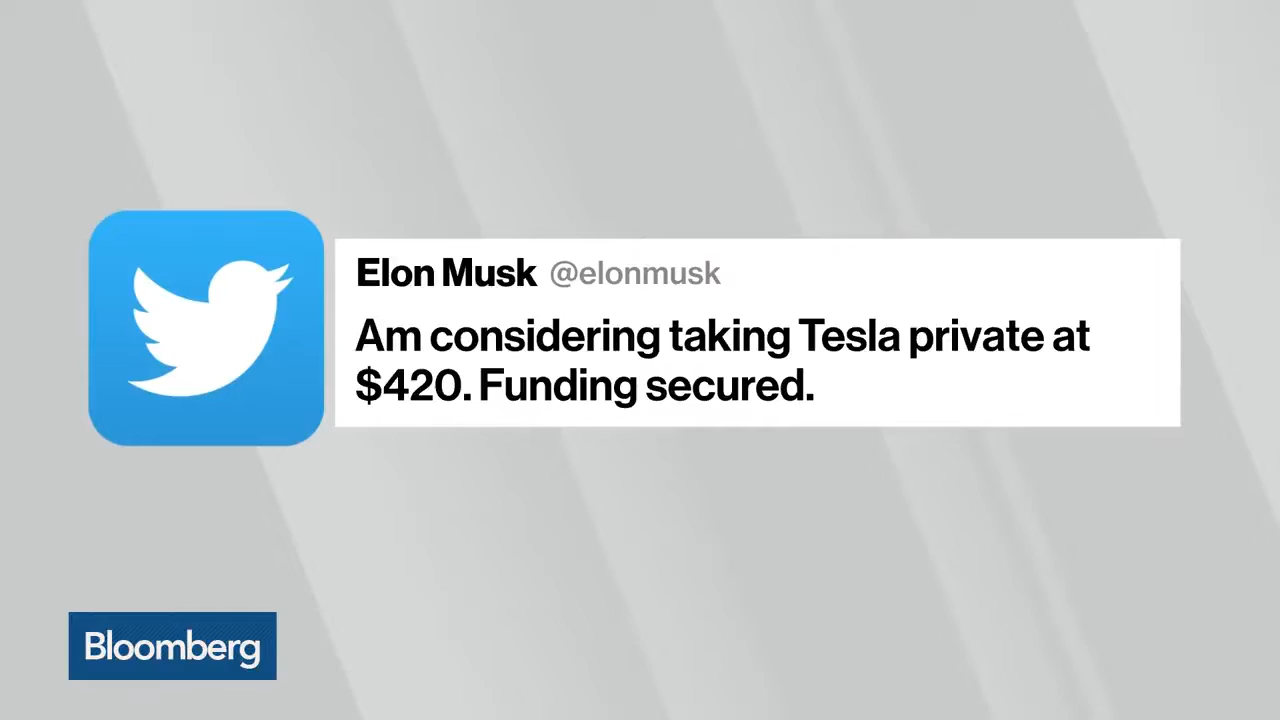 Elon Musk @elonmusk
Am considering taking Tesla private at
$420. Funding secured.
Bloomberg